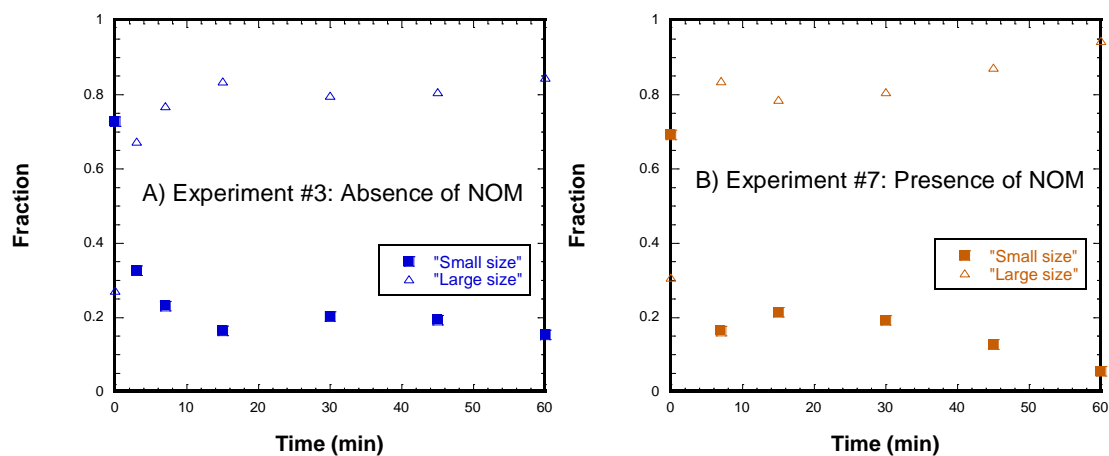 1
0.8
0.6
0.4
0.2
0
Fraction
A) Experiment #3: Absence of NOM
"Small size"
"Large size"
0 10 20 30 40 50 60
Time (min)
1
0.8
0.6
0.4
0.2
0
Fraction
B) Experiment #7: Presence of NOM
"Small size"
"Large size"
0 10 20 30 40 50 60
Time (min)